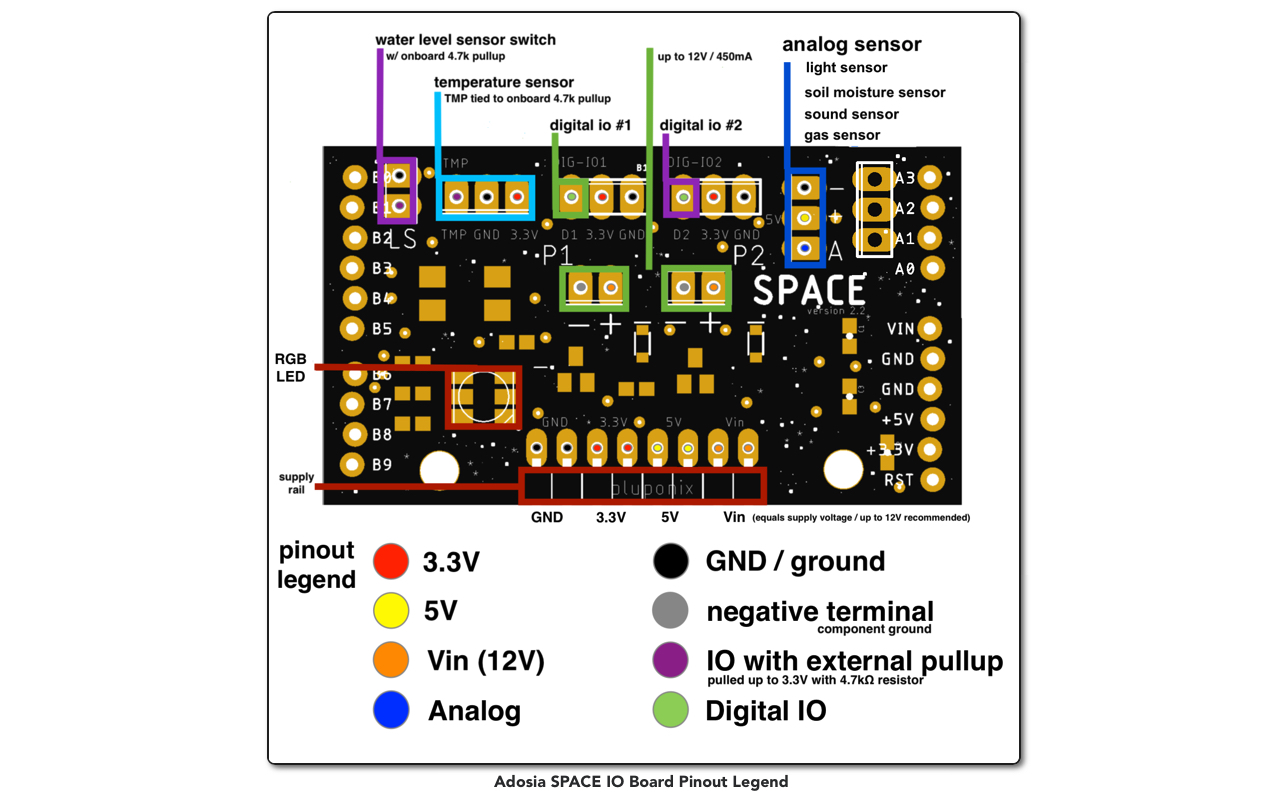 water level sensor switch
w/ onboard 4.7k pullup
temperature sensor
TMP tied to onboard 4.7k pullup
digital io #1
up to 12V / 450mA
digital io #2
analog sensor
light sensor
soil moisture sensor
sound sensor
gas sensor
TMP
DIG-IO1
B1
DIG-IO2
B0
B1
B2
B3
B4
B5
B6
B7
B8
B9
LS
TMP GND 3.3V
D1 3.3V GND
D2 3.3V GND
P1
P2
- +
- +
-
5V +
A
A3
A2
A1
A0
SPACE
version 2.2
VIN
GND
GND
+5V
+3.3V
RST
RGB
LED
GND 3.3V 5V Vin
supply
rail
pluponix
GND 3.3V 5V Vin (equals supply voltage / up to 12V recommended)
pinout
legend
3.3V
5V
Vin (12V)
Analog
GND / ground
negative terminal
component ground
IO with external pullup
pulled up to 3.3V with 4.7kΩ resistor
Digital IO
Adosia SPACE IO Board Pinout Legend